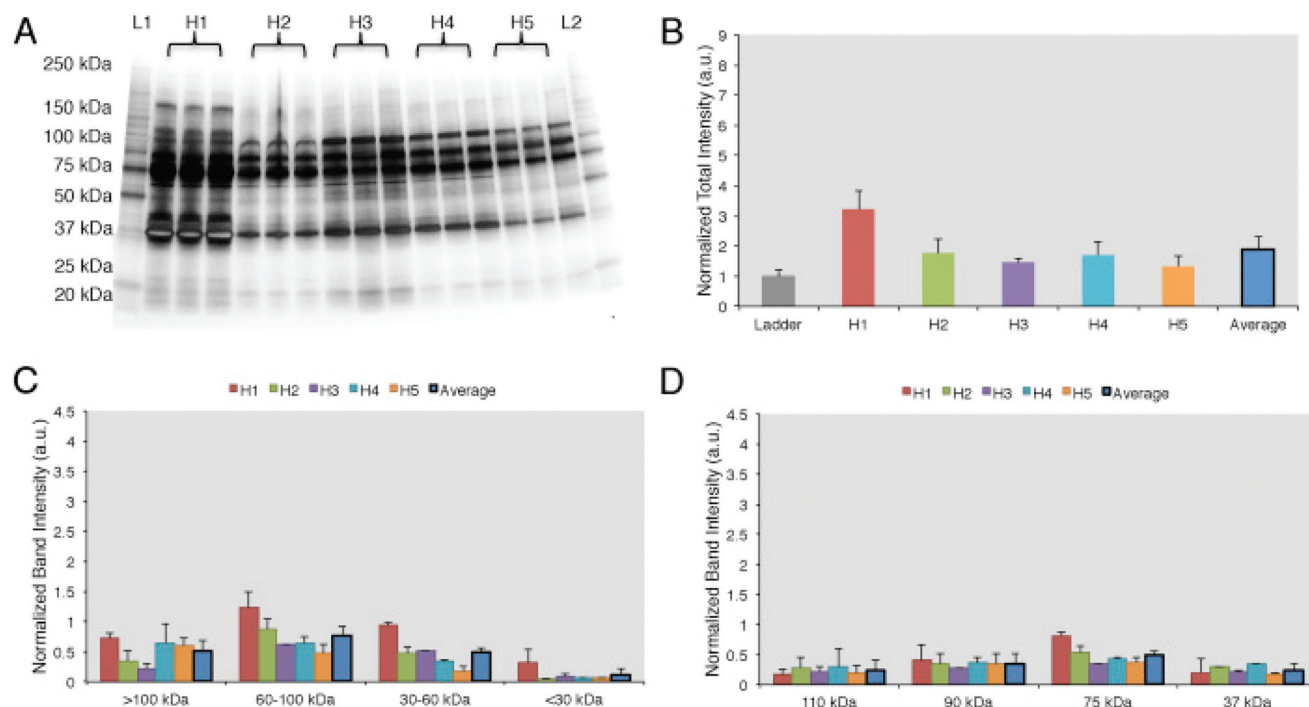 A
L1 H1 H2 H3 H4 H5 L2
250 kDa
150 kDa
100 kDa
75 kDa
50 kDa
37 kDa
25 kDa
20 kDa
B
Normalized Total Intensity (a.u.)
9
8
7
6
5
4
3
2
1
0
Ladder H1 H2 H3 H4 H5 Average
C
H1 H2 H3 H4 H5 Average
Normalized Band Intensity (a.u.)
4.5
4
3.5
3
2.5
2
1.5
1
0.5
0
>100 kDa 60-100 kDa 30-60 kDa <30 kDa
D
H1 H2 H3 H4 H5 Average
Normalized Band Intensity (a.u.)
4.5
4
3.5
3
2.5
2
1.5
1
0.5
0
110 kDa 90 kDa 75 kDa 37 kDa